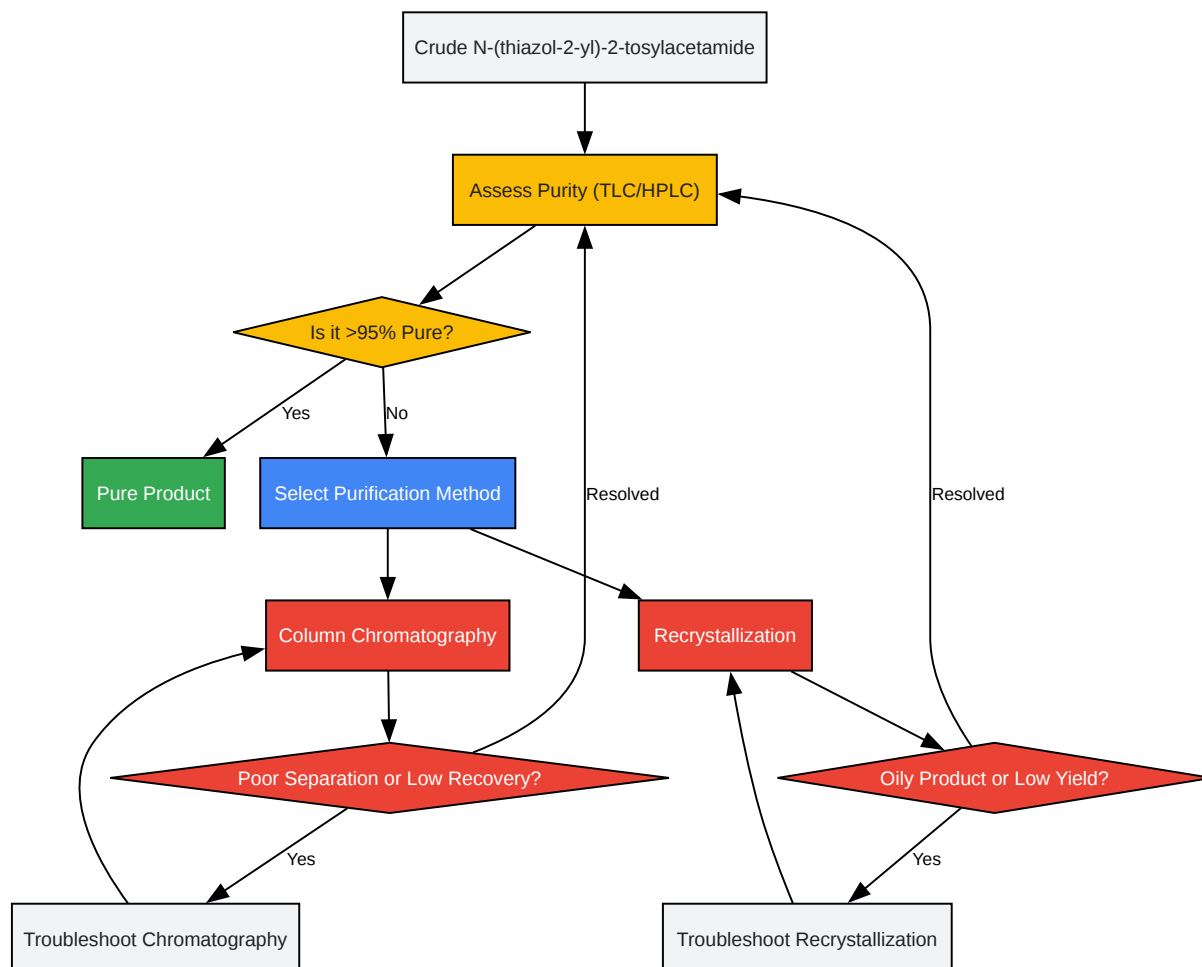 Crude N-(thiazol-2-yl)-2-tosylacetamide
Assess Purity (TLC/HPLC)
Is it >95% Pure?
Yes
No
Pure Product
Select Purification Method
Resolved
Resolved
Column Chromatography
Recrystallization
Poor Separation or Low Recovery?
Oily Product or Low Yield?
Yes
Yes
Troubleshoot Chromatography
Troubleshoot Recrystallization